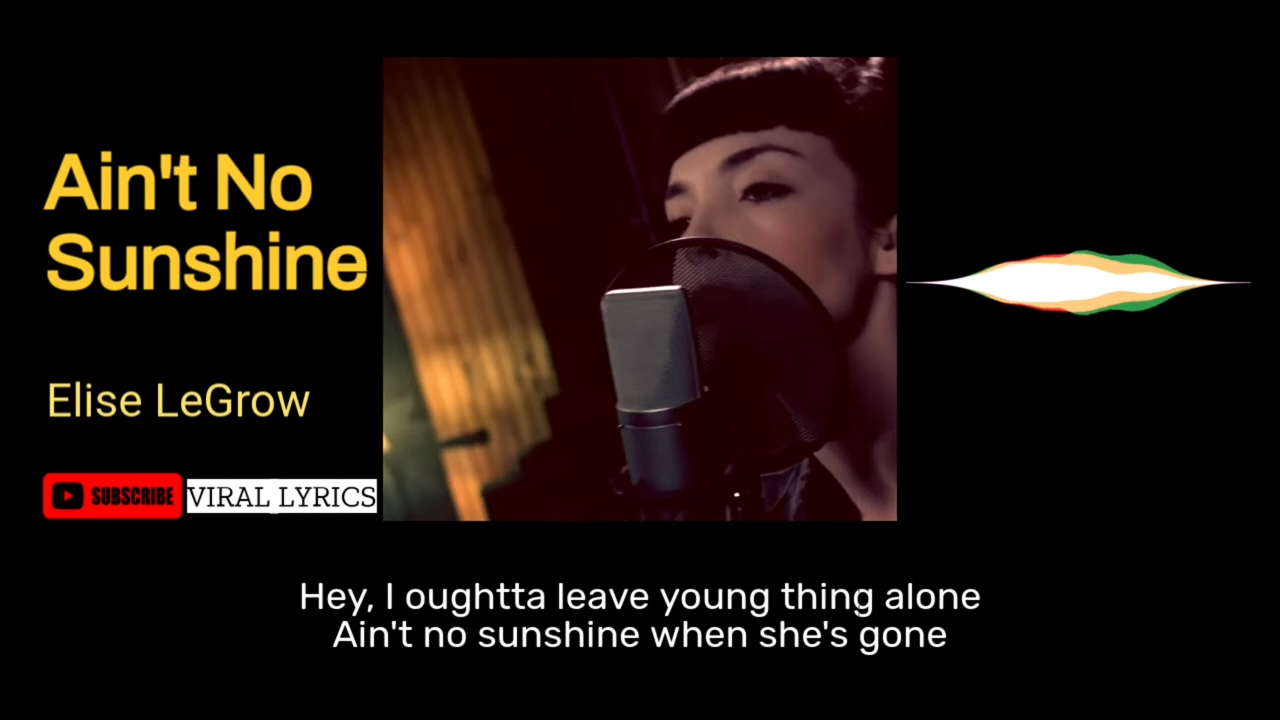 Ain't No
Sunshine
Elise LeGrow
SUBSCRIBE
VIRAL LYRICS
Hey, I oughtta leave young thing alone
Ain't no sunshine when she's gone